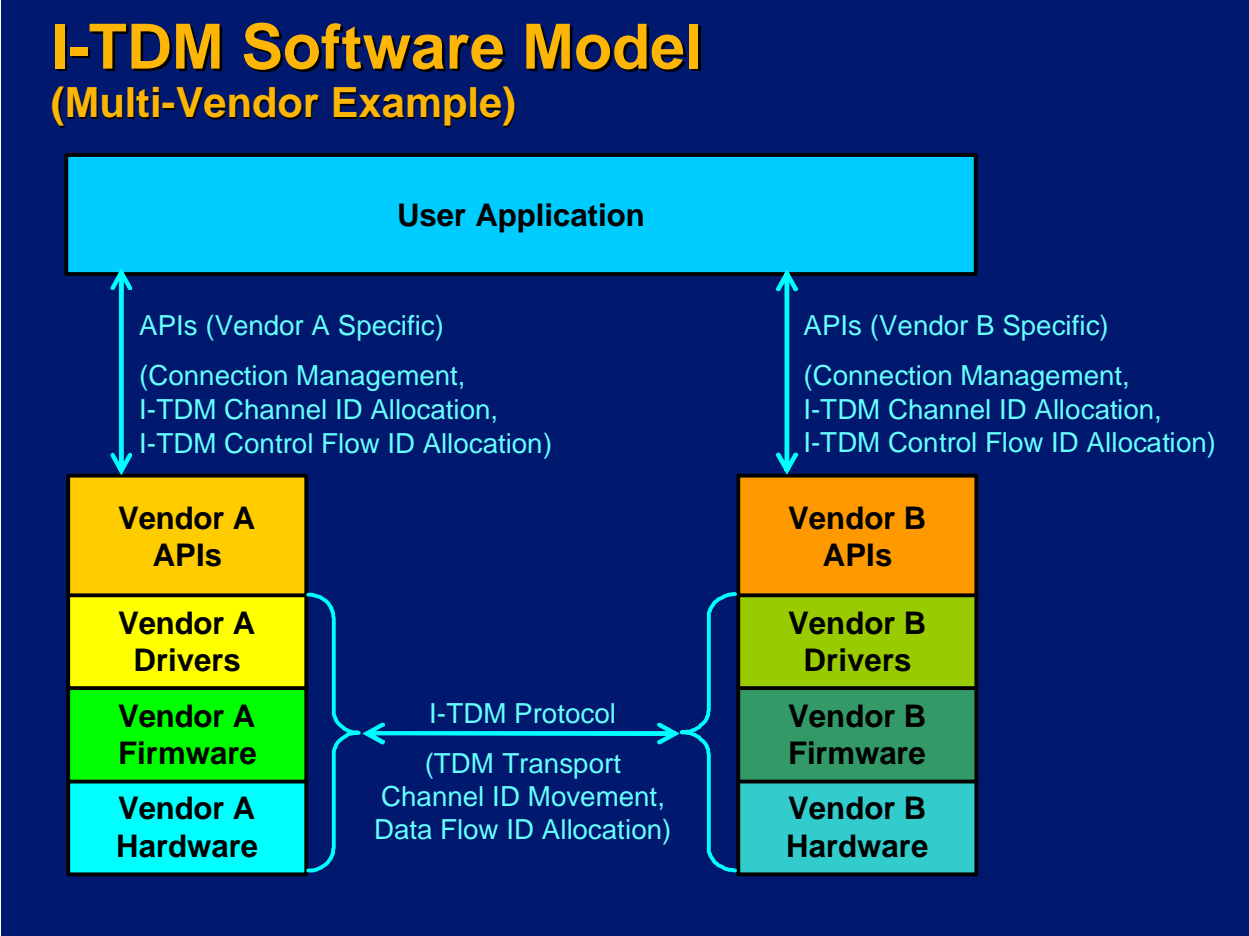 I-TDM Software Model
(Multi-Vendor Example)
User Application
APIs (Vendor A Specific)
(Connection Management,
I-TDM Channel ID Allocation,
I-TDM Control Flow ID Allocation)
APIs (Vendor B Specific)
(Connection Management,
I-TDM Channel ID Allocation,
I-TDM Control Flow ID Allocation)
Vendor A
APIs
Vendor A
Drivers
Vendor A
Firmware
Vendor A
Hardware
I-TDM Protocol
(TDM Transport
Channel ID Movement,
Data Flow ID Allocation)
Vendor B
APIs
Vendor B
Drivers
Vendor B
Firmware
Vendor B
Hardware